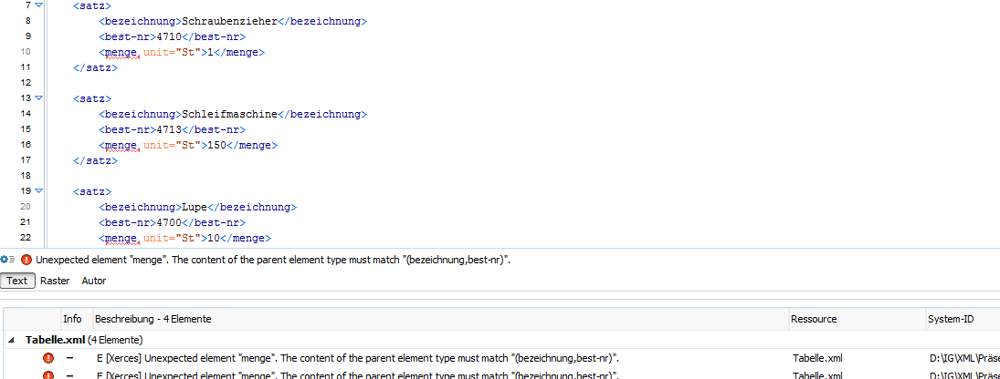 7 <satz>
8 <bezeichnung>Schraubenzieher</bezeichnung>
9 <best-nr>4710</best-nr>
10 <menge unit="St">1</menge>
11 </satz>
12
13 <satz>
14 <bezeichnung>Schleifmaschine</bezeichnung>
15 <best-nr>4713</best-nr>
16 <menge unit="St">150</menge>
17 </satz>
18
19 <satz>
20 <bezeichnung>Lupe</bezeichnung>
21 <best-nr>4700</best-nr>
22 <menge unit="St">10</menge>
Unexpected element "menge". The content of the parent element type must match "(bezeichnung,best-nr)".
Text Raster Autor
Info Beschreibung - 4 Elemente Ressource System-ID
Tabelle.xml (4 Elemente)
E [Xerces] Unexpected element "menge". The content of the parent element type must match "(bezeichnung,best-nr)". Tabelle.xml D:\IG\XML\Präse
E [Xerces] Unexpected element "menge". The content of the parent element type must match "(bezeichnung,best-nr)". Tabelle.xml D:\IG\XML\Präse